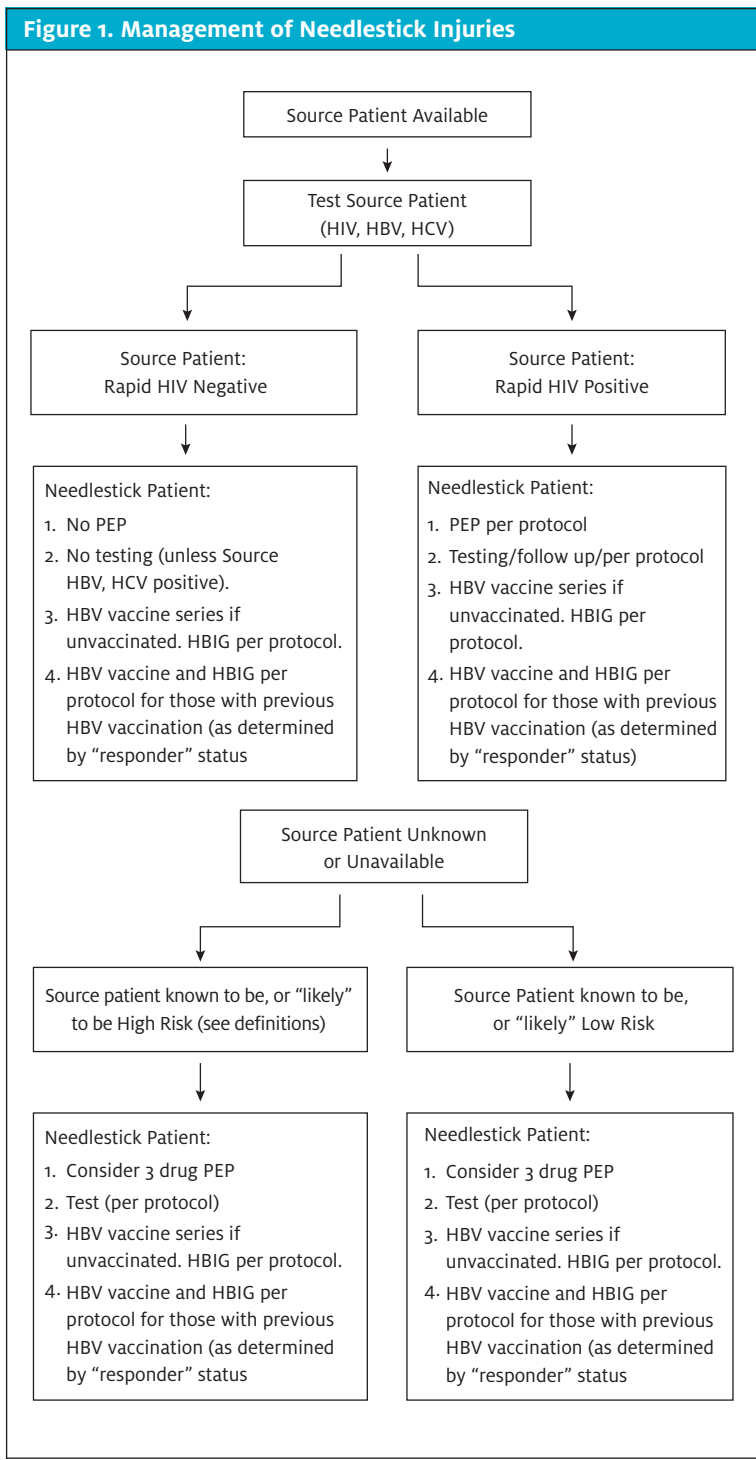 Figure 1. Management of Needlestick Injuries
Source Patient Available
Test Source Patient
(HIV, HBV, HCV)
Source Patient:
Rapid HIV Negative
Source Patient:
Rapid HIV Positive
Needlestick Patient:
1. No PEP
2. No testing (unless Source
HBV, HCV positive).
3. HBV vaccine series if
unvaccinated. HBIG per protocol.
4. HBV vaccine and HBIG per
protocol for those with previous
HBV vaccination (as determined
by “responder” status
Needlestick Patient:
1. PEP per protocol
2. Testing/follow up/per protocol
3. HBV vaccine series if
unvaccinated. HBIG per
protocol.
4. HBV vaccine and HBIG per
protocol for those with previous
HBV vaccination (as determined
by “responder” status)
Source Patient Unknown
or Unavailable
Source patient known to be, or “likely”
to be High Risk (see definitions)
Source Patient known to be,
or “likely” Low Risk
Needlestick Patient:
1. Consider 3 drug PEP
2. Test (per protocol)
3. HBV vaccine series if
unvaccinated. HBIG per protocol.
4. HBV vaccine and HBIG per
protocol for those with previous
HBV vaccination (as determined
by “responder” status
Needlestick Patient:
1. Consider 3 drug PEP
2. Test (per protocol)
3. HBV vaccine series if
unvaccinated. HBIG per protocol.
4. HBV vaccine and HBIG per
protocol for those with previous
HBV vaccination (as determined
by “responder” status